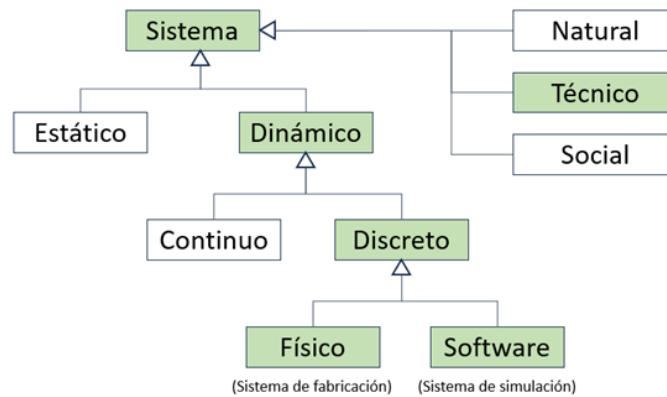 Sistema
Natural
Técnico
Social
Estático
Dinámico
Continuo
Discreto
Físico
Software
(Sistema de fabricación)
(Sistema de simulación)